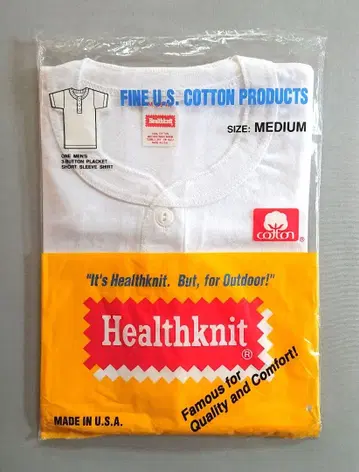 FINE U.S. COTTON PRODUCTS
SIZE: MEDIUM
Healthknit
ONE MEN'S
3-BUTTON PLACKET
SHORT SLEEVE SHIRT
cotton ®
"It's Healthknit. But, for Outdoor!"
Healthknit ®
Famous for
Quality and Comfort!
MADE IN U.S.A.